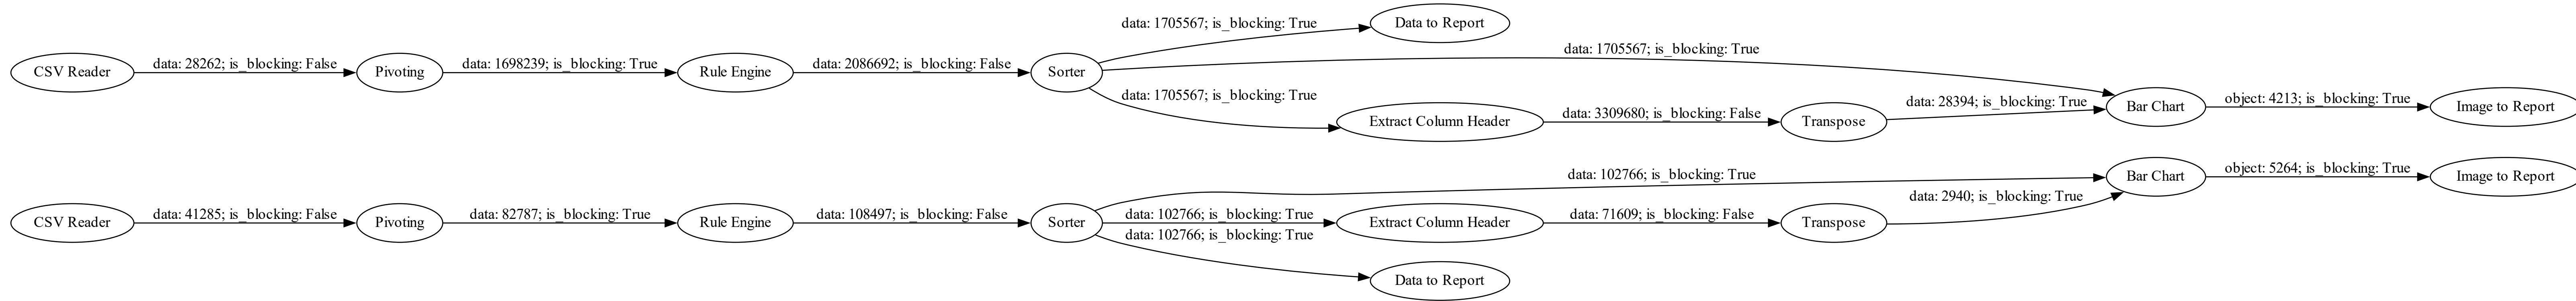 data: 1705567; is_blocking: True
Data to Report
CSV Reader
data: 28262; is_blocking: False
Pivoting
data: 1698239; is_blocking: True
Rule Engine
data: 2086692; is_blocking: False
Sorter
data: 1705567; is_blocking: True
data: 1705567; is_blocking: True
Extract Column Header
data: 3309680; is_blocking: False
Transpose
data: 28394; is_blocking: True
Bar Chart
object: 4213; is_blocking: True
Image to Report
CSV Reader
data: 41285; is_blocking: False
Pivoting
data: 82787; is_blocking: True
Rule Engine
data: 108497; is_blocking: False
Sorter
data: 102766; is_blocking: True
data: 102766; is_blocking: True
Extract Column Header
data: 71609; is_blocking: False
Transpose
data: 2940; is_blocking: True
Bar Chart
object: 5264; is_blocking: True
Image to Report
data: 102766; is_blocking: True
Data to Report